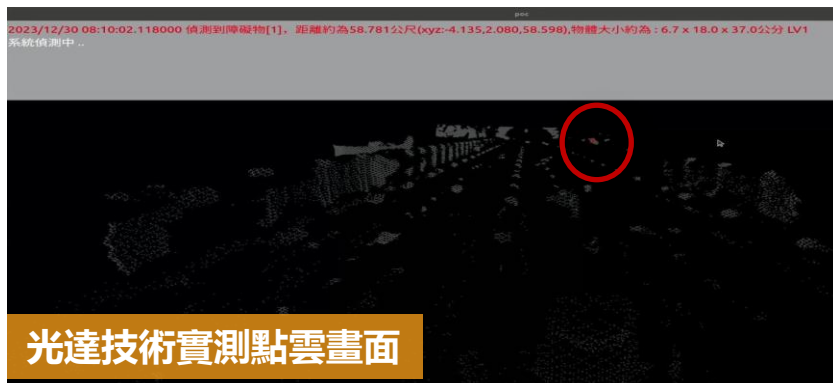 poc
2023/12/30 08:10:02.118000 偵測到障礙物[1]，距離約為58.781公尺(xyz:-4.135,2.080,58.598),物體大小約為 : 6.7 x 18.0 x 37.0公分 LV1
系統偵測中 ..
光達技術實測點雲畫面